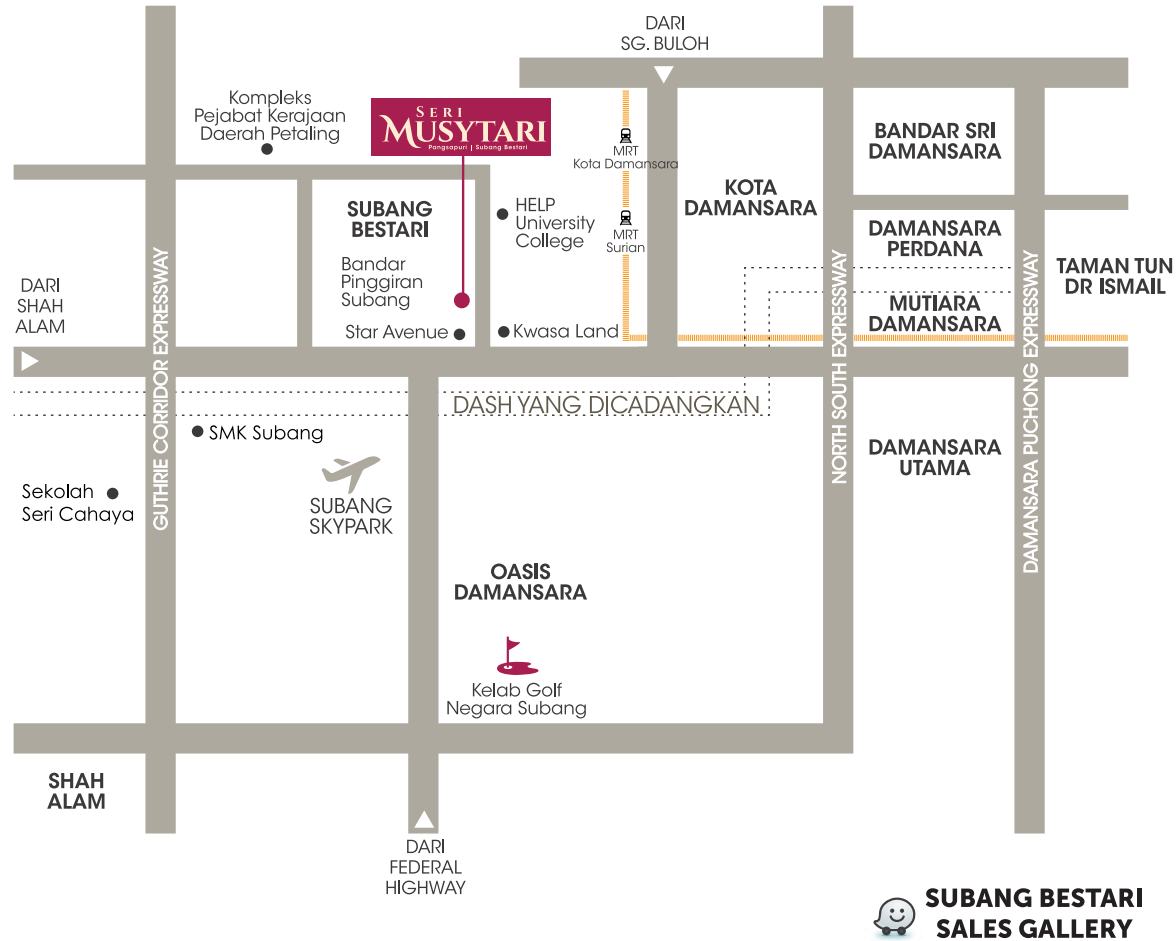 DARI
SG. BULOH
Kompleks
Pejabat Kerajaan
Daerah Petaling
SERI
MUSYTARI
Pangsapuri | Subang Bestari
MRT
Kota Damansara
BANDAR SRI
DAMANSARA
KOTA
DAMANSARA
SUBANG
BESTARI
HELP
University
College
MRT
Surian
DAMANSARA
PERDANA
Bandar
Pinggiran
Subang
TAMAN TUN
DR ISMAIL
DARI
SHAH
ALAM
MUTIARA
DAMANSARA
Star Avenue
Kwasa Land
GUTHRIE CORRIDOR EXPRESSWAY
NORTH SOUTH EXPRESSWAY
DAMANSARA PUCHONG EXPRESSWAY
DASH YANG DICADANGKAN
SMK Subang
DAMANSARA
UTAMA
Sekolah
Seri Cahaya
SUBANG
SKYPARK
OASIS
DAMANSARA
Kelab Golf
Negara Subang
SHAH
ALAM
DARI
FEDERAL
HIGHWAY
SUBANG BESTARI
SALES GALLERY